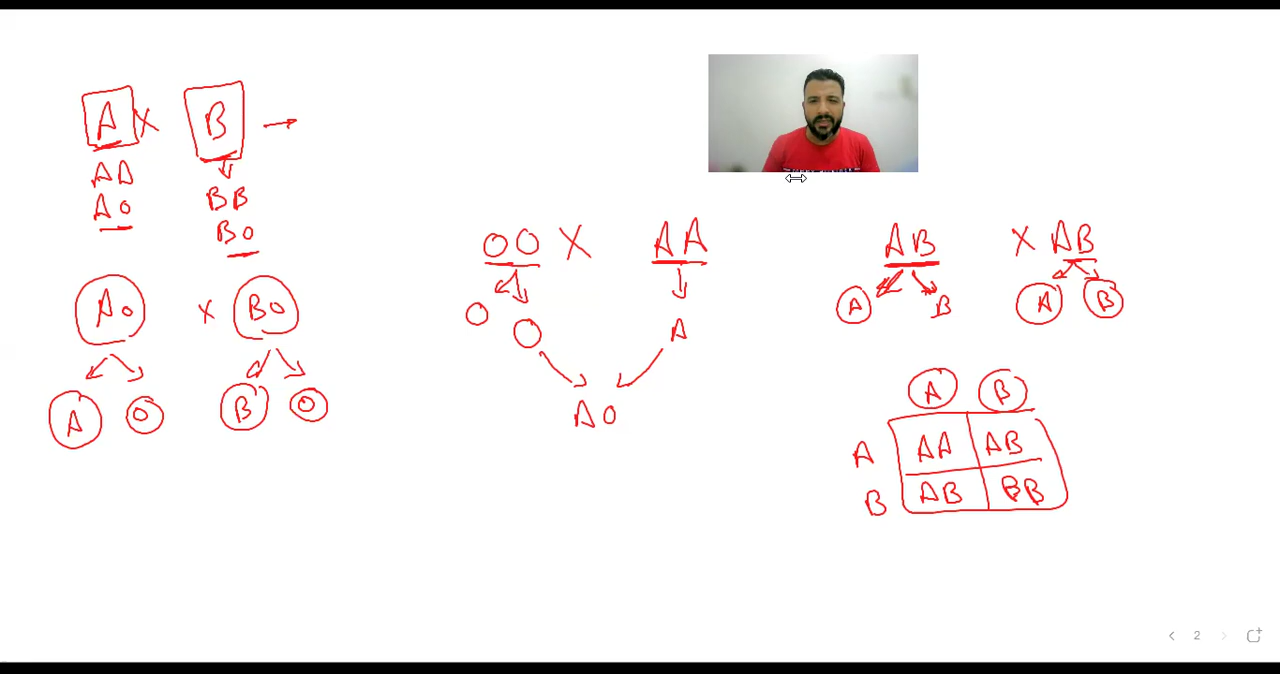 A X B →
AA BB
AO BO
AO x BO
A O B O
OO X AA
O O A
AO
AB X AB
A B A B
A B
A AA AB
B AB BB
2